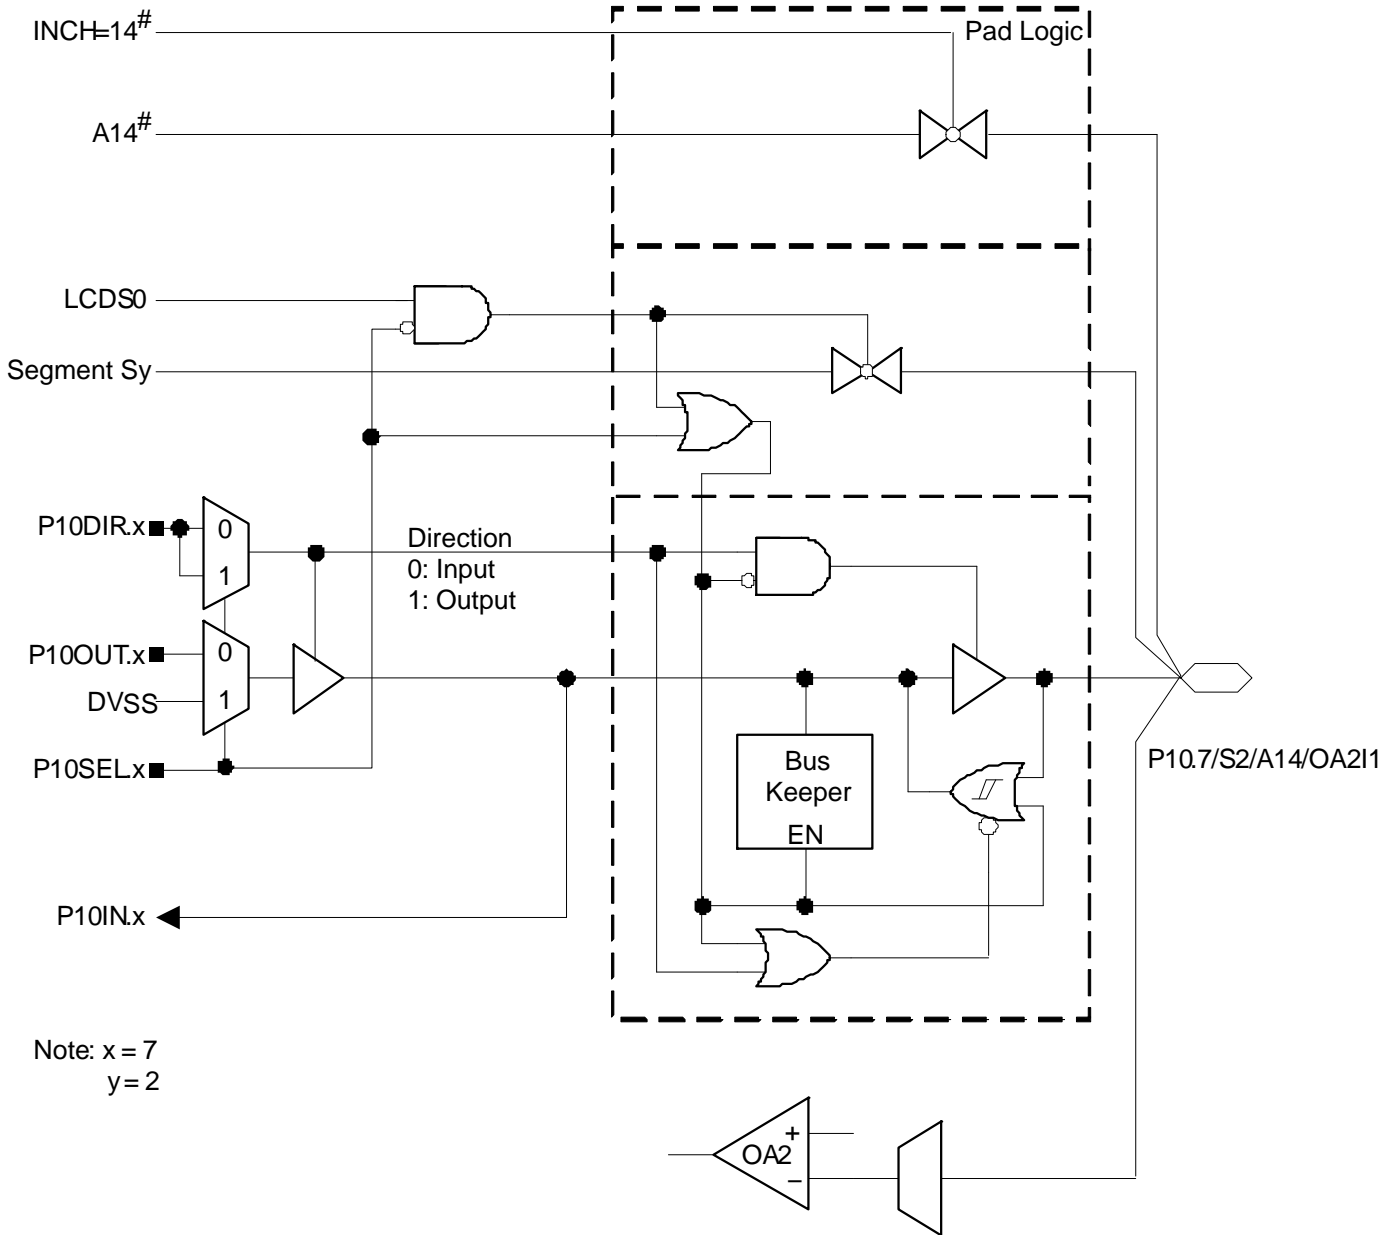 INCH=14#
Pad Logic
A14#
LCDS0
Segment Sy
P10DIR.x
0
1
Direction
0: Input
1: Output
P10OUT.x
0
DVSS
1
P10SEL.x
Bus
Keeper
EN
P10.7/S2/A14/OA2I1
P10IN.x
Note: x = 7
y = 2
+
OA2
−